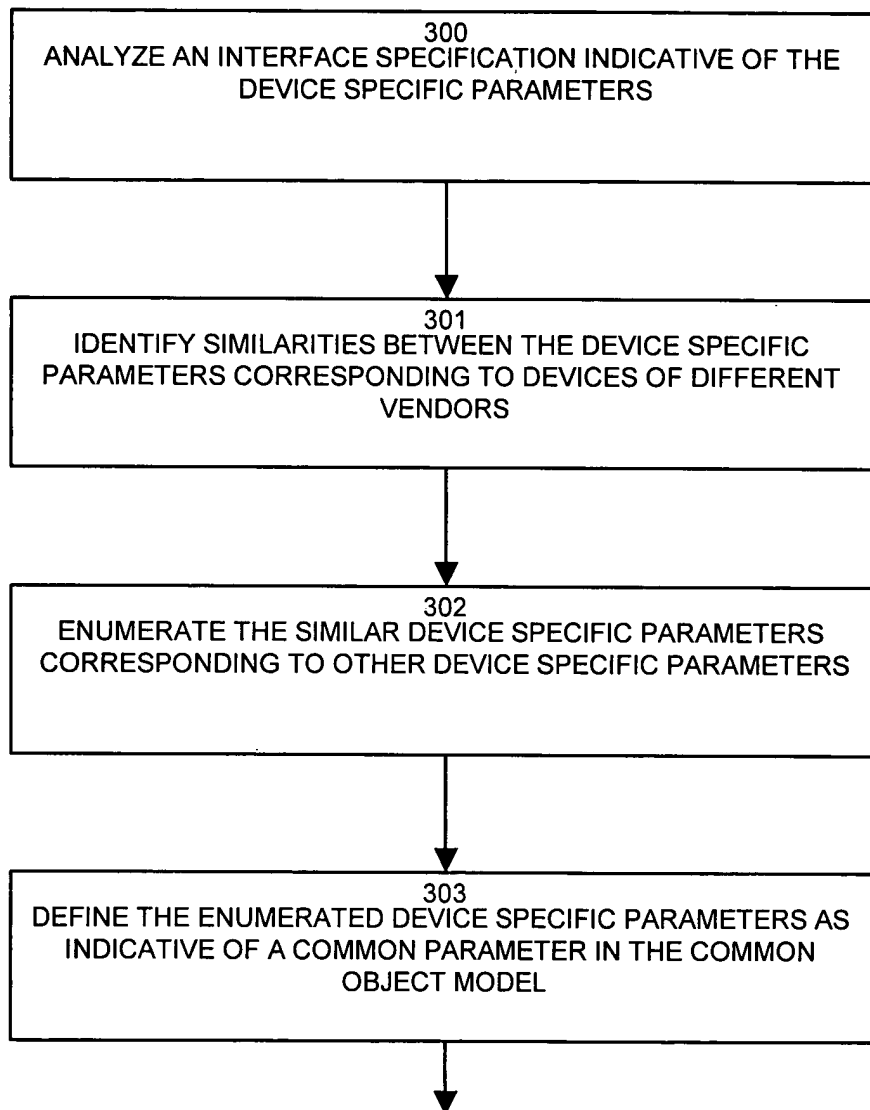 300
ANALYZE AN INTERFACE SPECIFICATION INDICATIVE OF THE
DEVICE SPECIFIC PARAMETERS
301
IDENTIFY SIMILARITIES BETWEEN THE DEVICE SPECIFIC
PARAMETERS CORRESPONDING TO DEVICES OF DIFFERENT
VENDORS
302
ENUMERATE THE SIMILAR DEVICE SPECIFIC PARAMETERS
CORRESPONDING TO OTHER DEVICE SPECIFIC PARAMETERS
303
DEFINE THE ENUMERATED DEVICE SPECIFIC PARAMETERS AS
INDICATIVE OF A COMMON PARAMETER IN THE COMMON
OBJECT MODEL